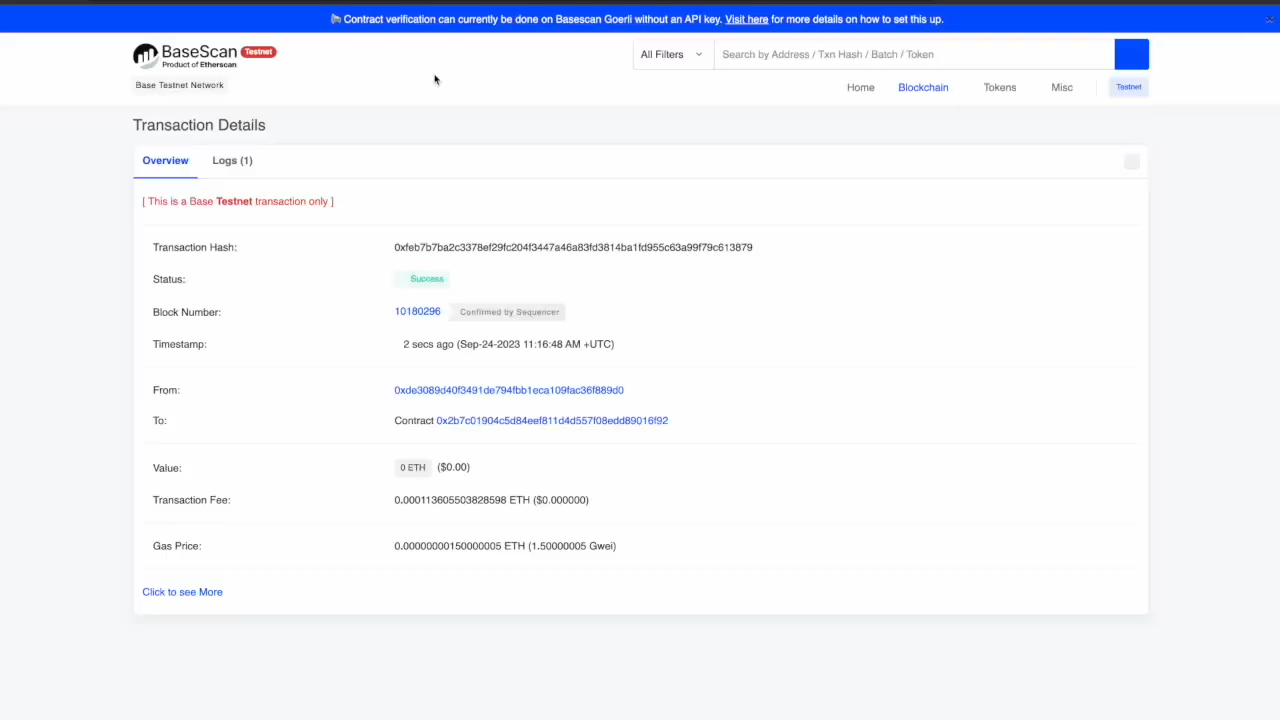 Contract verification can currently be done on Basescan Goerli without an API key. Visit here for more details on how to set this up.
BaseScan Testnet
Product of Etherscan
Base Testnet Network
All Filters
Search by Address / Txn Hash / Batch / Token
Home Blockchain Tokens Misc Testnet
Transaction Details
Overview Logs (1)
[ This is a Base Testnet transaction only ]
Transaction Hash: 0xfeb7b7ba2c3378ef29fc204f3447a46a83fd3814ba1fd955c63a99f79c613879
Status: Success
Block Number: 10180296 Confirmed by Sequencer
Timestamp: 2 secs ago (Sep-24-2023 11:16:48 AM +UTC)
From: 0xde3089d40f3491de794fbb1eca109fac36f889d0
To: Contract 0x2b7c01904c5d84eef811d4d557f08edd89016f92
Value: 0 ETH ($0.00)
Transaction Fee: 0.000113605503828598 ETH ($0.000000)
Gas Price: 0.00000000150000005 ETH (1.50000005 Gwei)
Click to see More